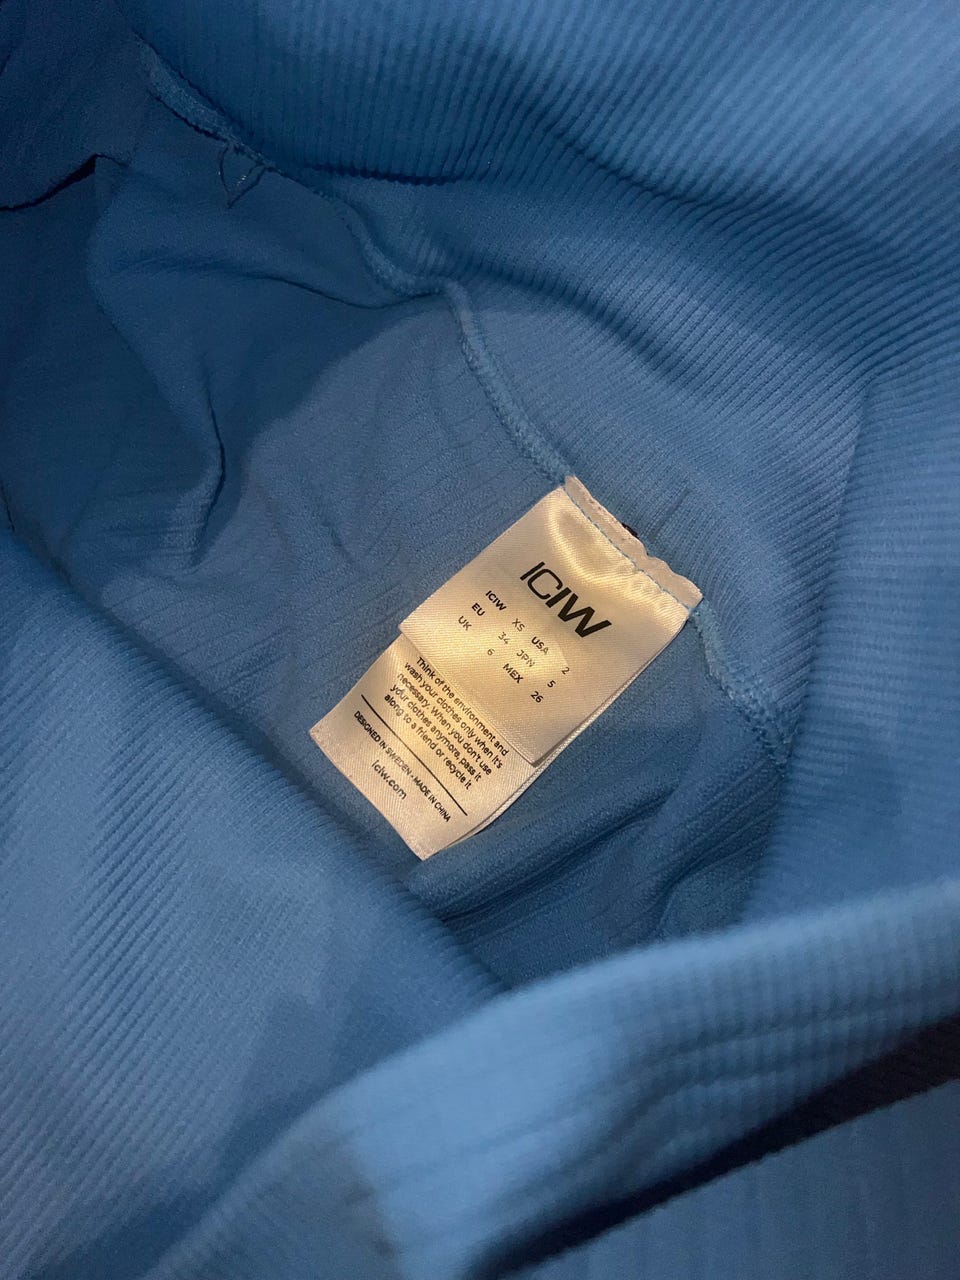 ICIW
ICIW XS USA 2
EU 34 JPN 5
UK 6 MEX 26
Think of the environment and
wash your clothes only when it's
necessary. When you don't use
your clothes anymore, pass it
along to a friend or recycle it
DESIGNED IN SWEDEN • MADE IN CHINA
iciw.com